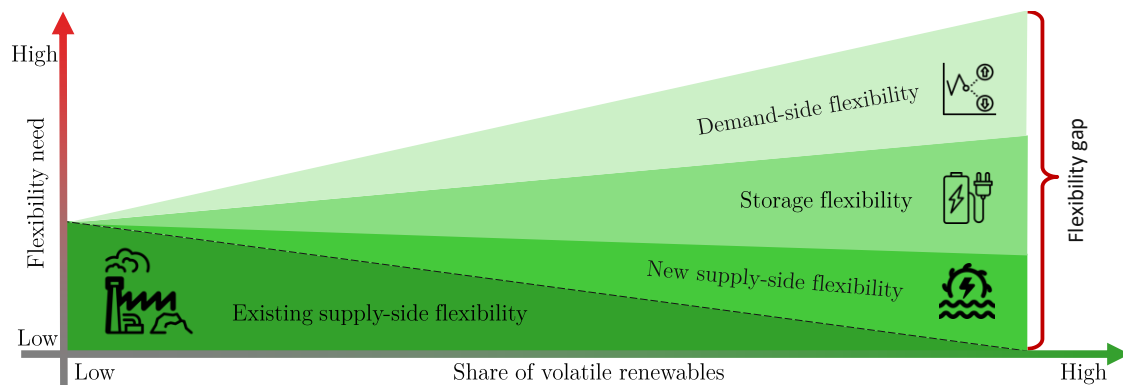 High
Flexibility need
Low
Demand-side flexibility
Storage flexibility
New supply-side flexibility
Existing supply-side flexibility
Flexibility gap
Low
Share of volatile renewables
High